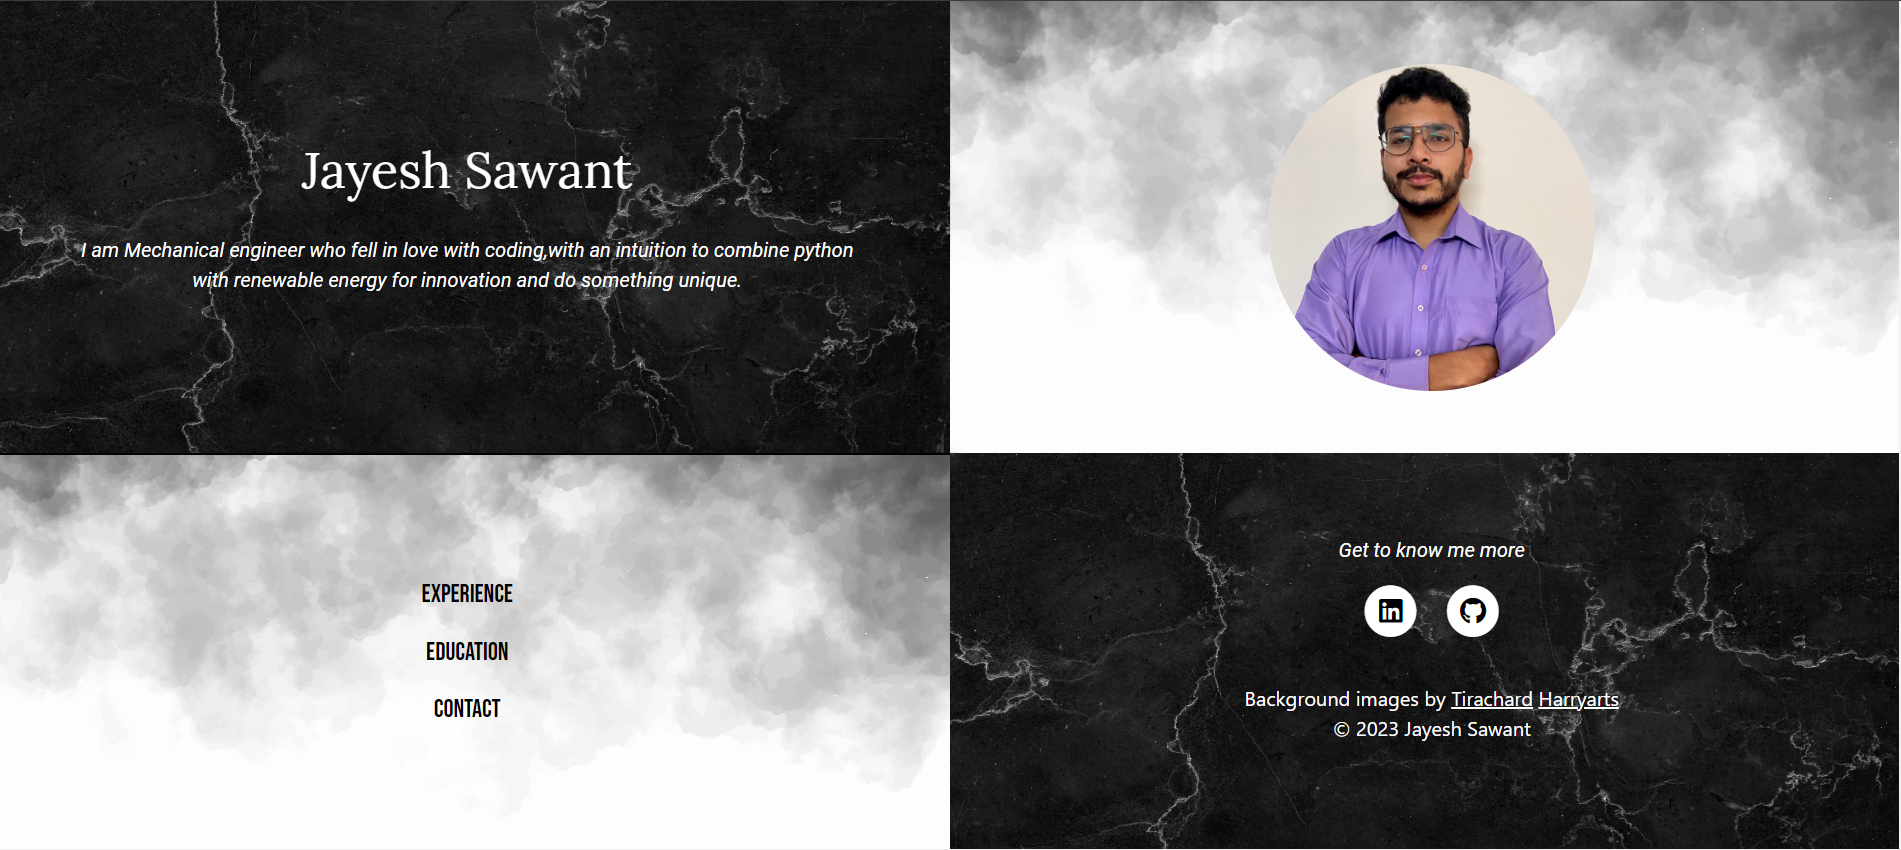 Jayesh Sawant
I am Mechanical engineer who fell in love with coding,with an intuition to combine python
with renewable energy for innovation and do something unique.
EXPERIENCE
EDUCATION
CONTACT
Get to know me more
in
Background images by Tirachard Harryarts
© 2023 Jayesh Sawant